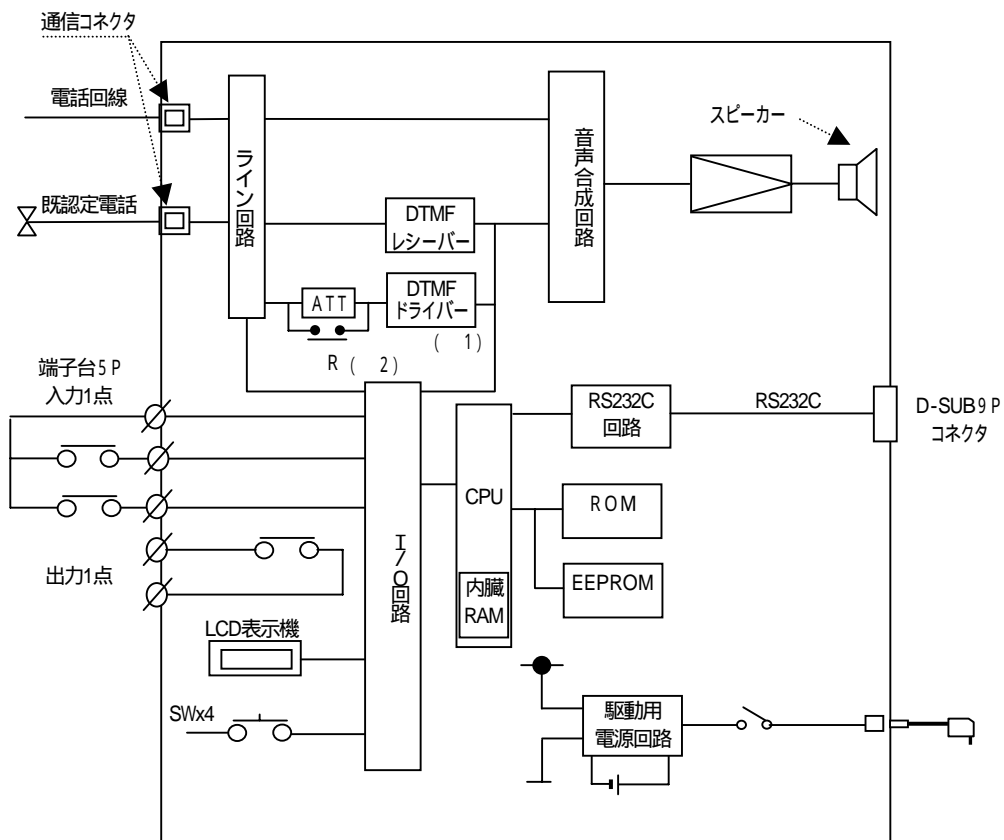 通信コネクタ
電話回線
既認定電話
ライン回路
音声合成回路
スピーカー
DTMF
レシーバー
ATT
DTMF
ドライバー
( 1)
R ( 2)
端子台5P
入力1点
出力1点
I/O回路
CPU
内臓
RAM
RS232C
回路
RS232C
D-SUB9P
コネクタ
ROM
EEPROM
LCD表示機
SWx4
駆動用
電源回路